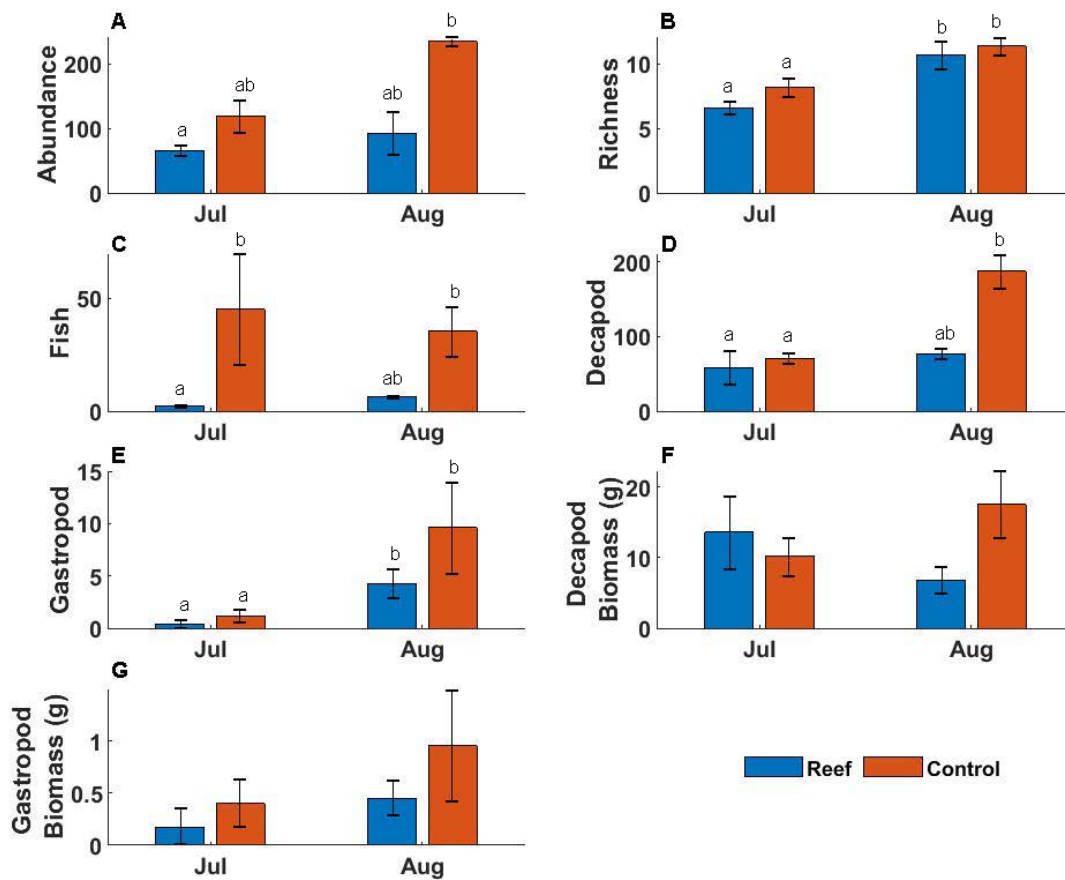 A
Abundance
200
100
0
a
ab
ab
b
Jul
Aug
B
Richness
10
5
0
a
a
b
b
Jul
Aug
C
Fish
50
0
a
b
ab
b
Jul
Aug
D
Decapod
200
100
0
a
a
ab
b
Jul
Aug
E
Gastropod
15
10
5
0
a
a
b
b
Jul
Aug
F
Decapod
Biomass (g)
20
10
0
Jul
Aug
G
Gastropod
Biomass (g)
1
0.5
0
Jul
Aug
Reef
Control